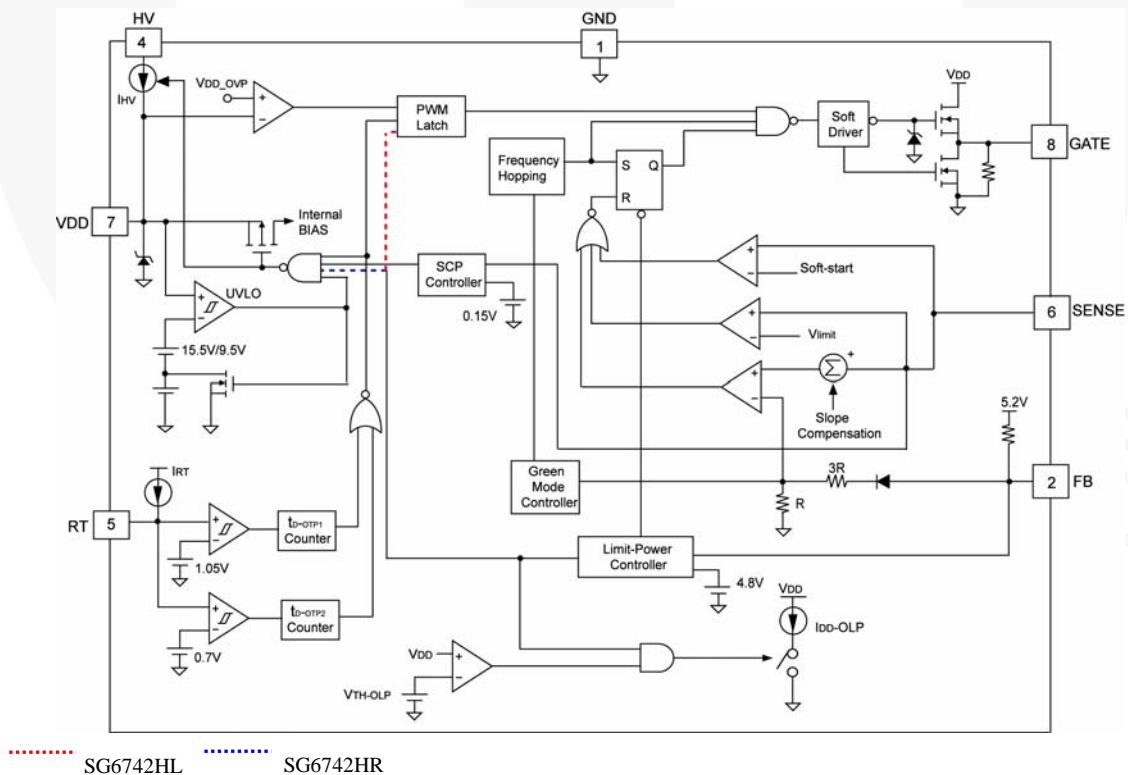 HV
4
GND
1
IHV
VDD_OVP
+
−
PWM
Latch
VDD
Soft
Driver
8
GATE
Frequency
Hopping
S
Q
R
VDD
7
Internal
BIAS
SCP
Controller
0.15V
+
−
Soft-start
6
SENSE
+
−
UVLO
15.5V/9.5V
+
−
Vlimit
+
−
Σ
+
Slope
Compensation
5.2V
IRT
RT
5
+
−
tD-OTP1
Counter
1.05V
Green
Mode
Controller
R
3R
2
FB
Limit-Power
Controller
4.8V
+
−
tD-OTP2
Counter
0.7V
VDD
+
−
VTH-OLP
VDD
IDD-OLP
SG6742HL
SG6742HR